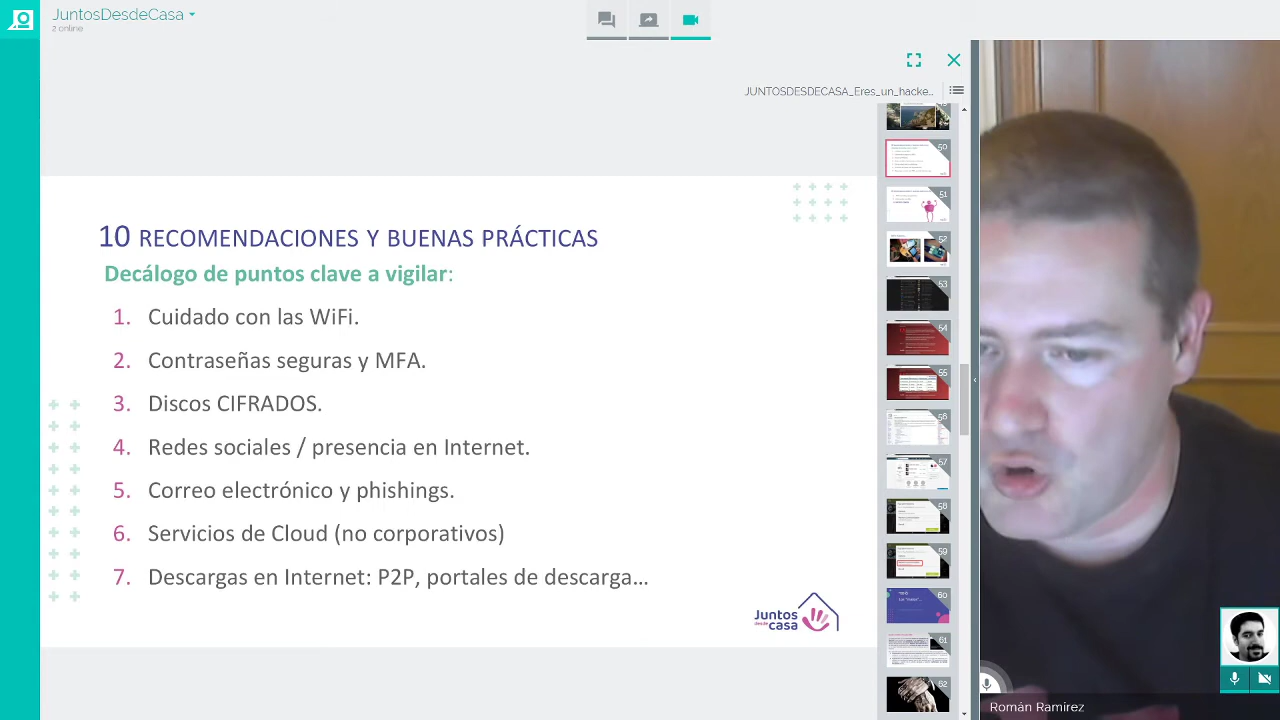 JuntosDesdeCasa
2 online
JUNTOSDESDECASA_Eres_un_hacke...
10 RECOMENDACIONES Y BUENAS PRÁCTICAS
Decálogo de puntos clave a vigilar:
1. Cuidado con las WiFi.
2. Contraseñas seguras y MFA.
3. Discos CIFRADOS.
4. Redes sociales / presencia en Internet.
5. Correo electrónico y phishings.
6. Servicios de Cloud (no corporativos)
7. Descargas en Internet: P2P, portales de descarga...
Juntos
desde
casa
50
51
52
53
54
55
56
57
58
59
60
61
62
Román Ramírez